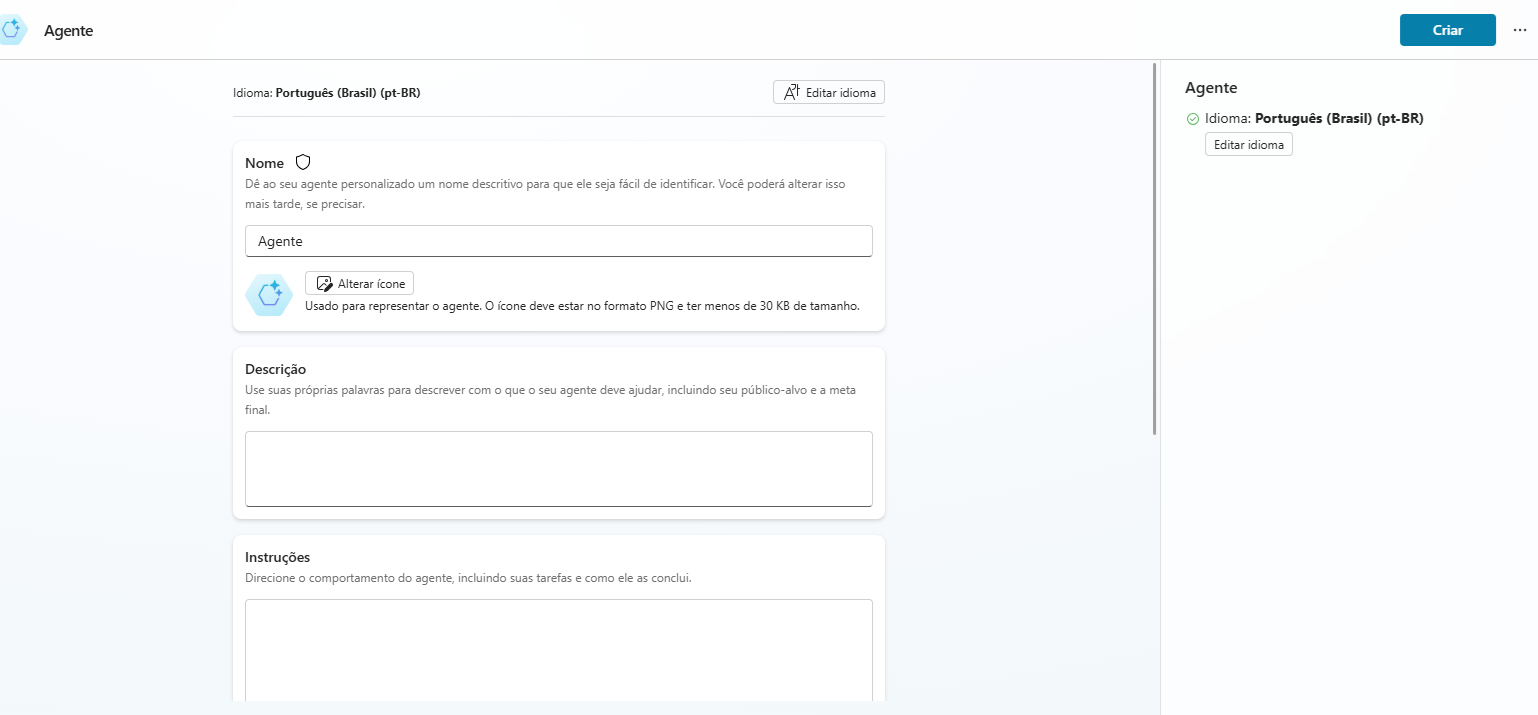 Agente
Criar
Idioma: Português (Brasil) (pt-BR)
Editar idioma
Nome
Dê ao seu agente personalizado um nome descritivo para que ele seja fácil de identificar. Você poderá alterar isso
mais tarde, se precisar.
Agente
Alterar ícone
Usado para representar o agente. O ícone deve estar no formato PNG e ter menos de 30 KB de tamanho.
Descrição
Use suas próprias palavras para descrever com o que o seu agente deve ajudar, incluindo seu público-alvo e a meta
final.
Instruções
Direcione o comportamento do agente, incluindo suas tarefas e como ele as conclui.
Agente
Idioma: Português (Brasil) (pt-BR)
Editar idioma